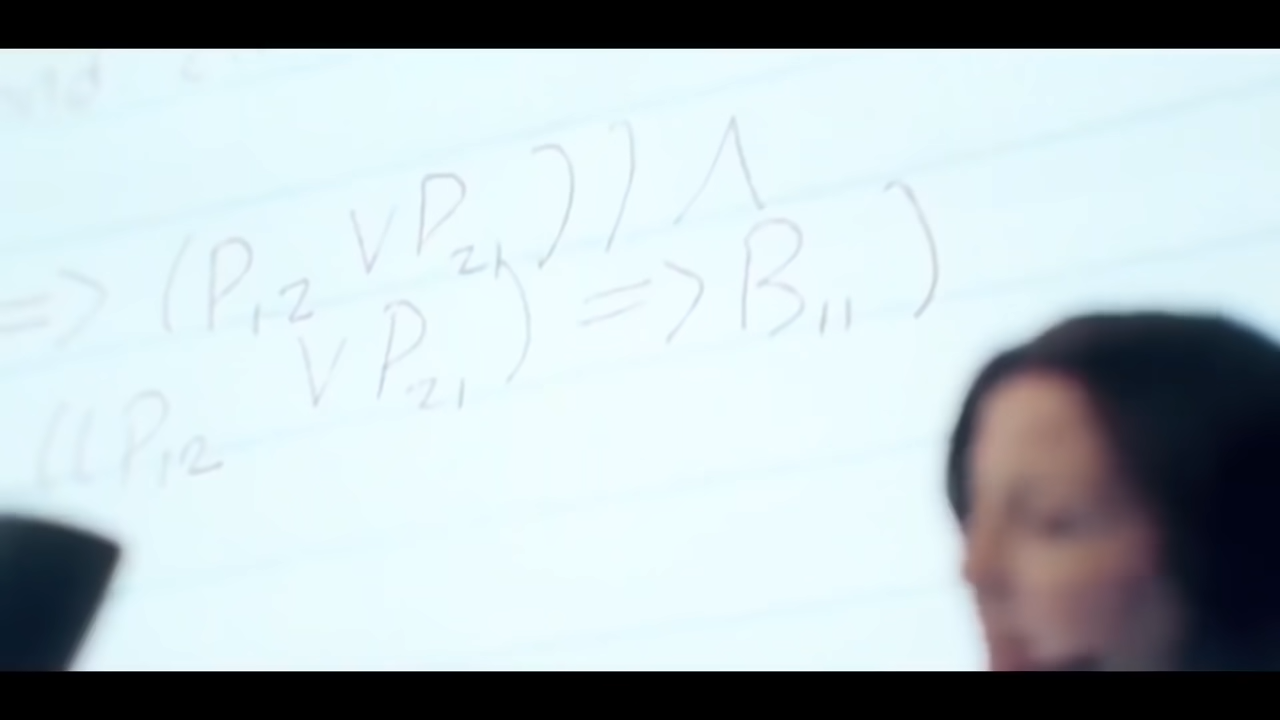 => (P₁₂ ∨ P₂₁)) ∧
((P₁₂ ∨ P₂₁) => B₁₁)